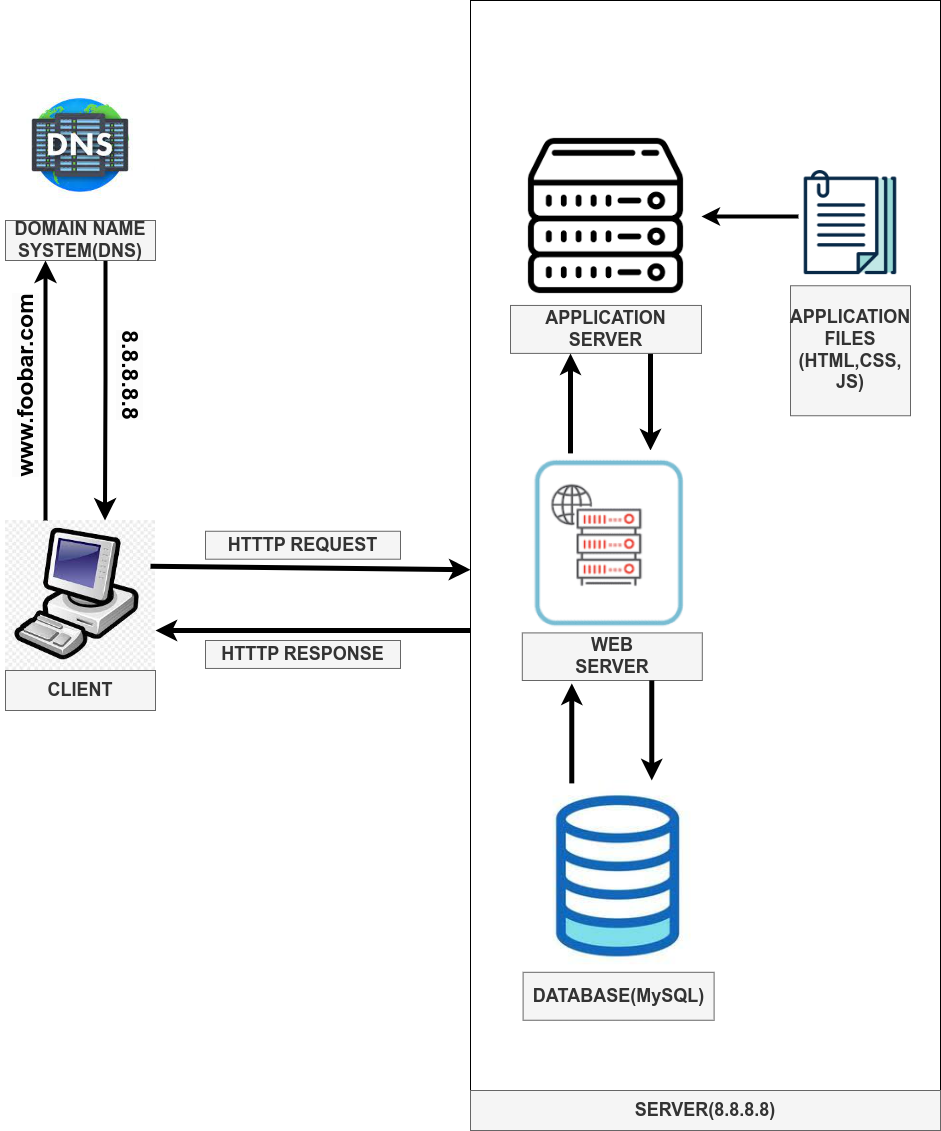 DNS
DOMAIN NAME
SYSTEM(DNS)
www.foobar.com
8.8.8.8.8
APPLICATION
SERVER
APPLICATION
FILES
(HTML,CSS,
JS)
HTTTP REQUEST
HTTTP RESPONSE
CLIENT
WEB
SERVER
DATABASE(MySQL)
SERVER(8.8.8.8)